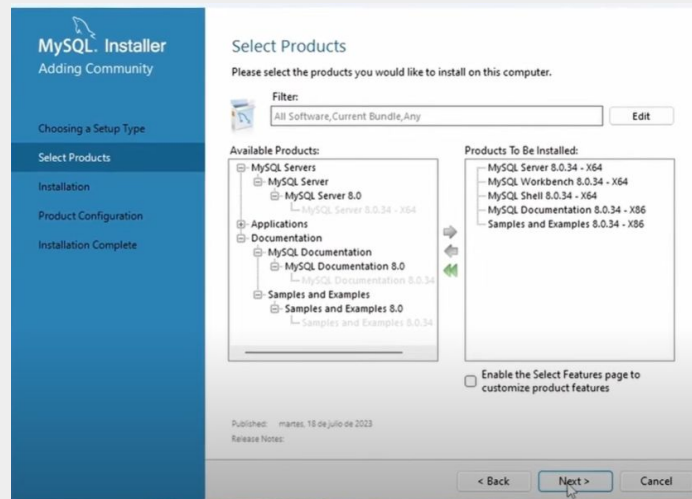 MySQL. Installer
Adding Community
Choosing a Setup Type
Select Products
Installation
Product Configuration
Installation Complete
Select Products
Please select the products you would like to install on this computer.
Filter:
All Software,Current Bundle,Any
Edit
Available Products:
MySQL Servers
MySQL Server
MySQL Server 8.0
MySQL Server 8.0.34 - X64
Applications
Documentation
MySQL Documentation
MySQL Documentation 8.0
MySQL Documentation 8.0.34
Samples and Examples
Samples and Examples 8.0
Samples and Examples 8.0.34
Products To Be Installed:
MySQL Server 8.0.34 - X64
MySQL Workbench 8.0.34 - X64
MySQL Shell 8.0.34 - X64
MySQL Documentation 8.0.34 - X86
Samples and Examples 8.0.34 - X86
Enable the Select Features page to
customize product features
Published: martes, 18 de julio de 2023
Release Notes:
< Back
Next >
Cancel